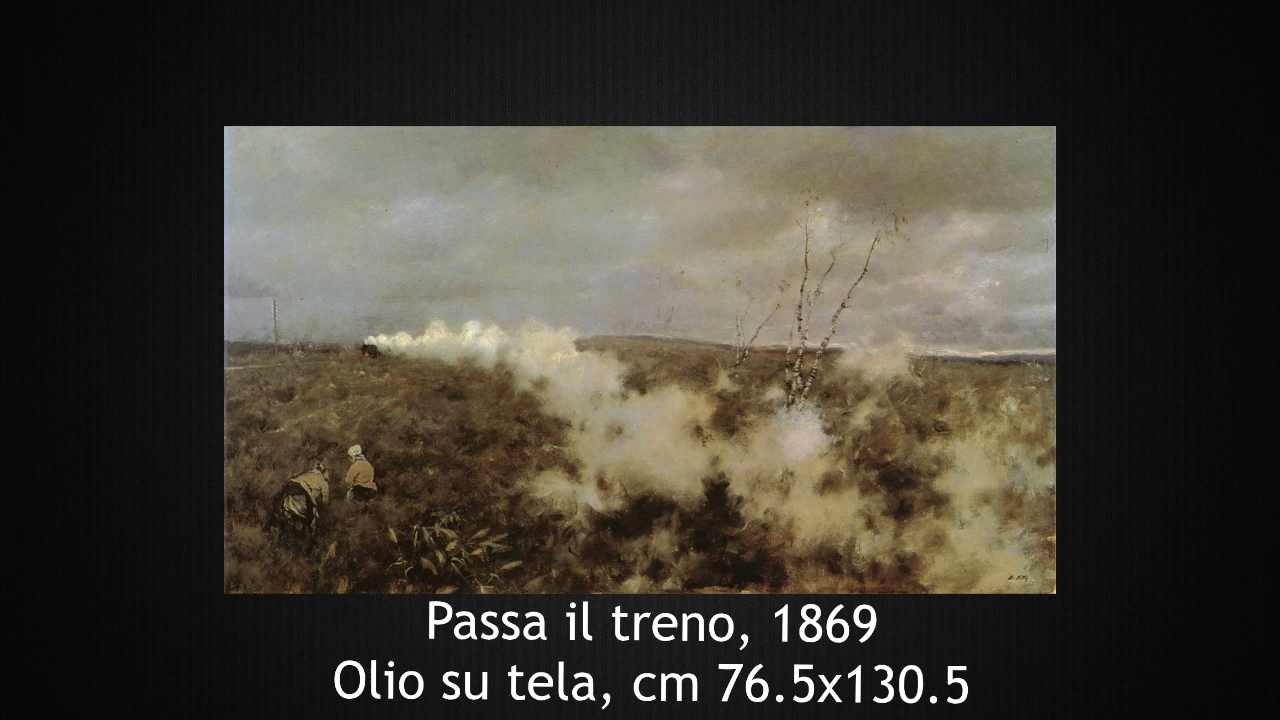 Passa il treno, 1869
Olio su tela, cm 76.5x130.5